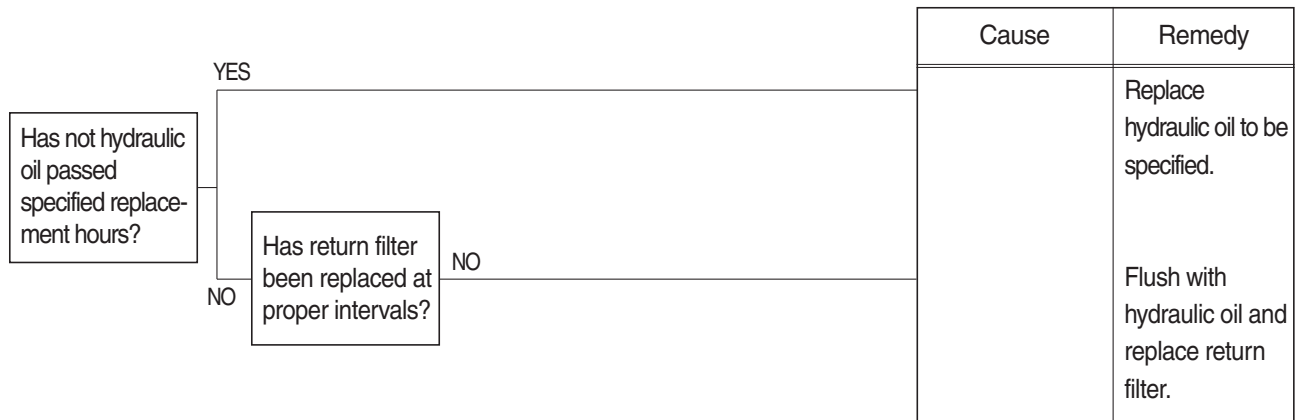 Cause
Remedy
YES
Replace
hydraulic oil to be
specified.
Has not hydraulic
oil passed
specified replace-
ment hours?
NO
Has return filter
been replaced at
proper intervals?
NO
Flush with
hydraulic oil and
replace return
filter.